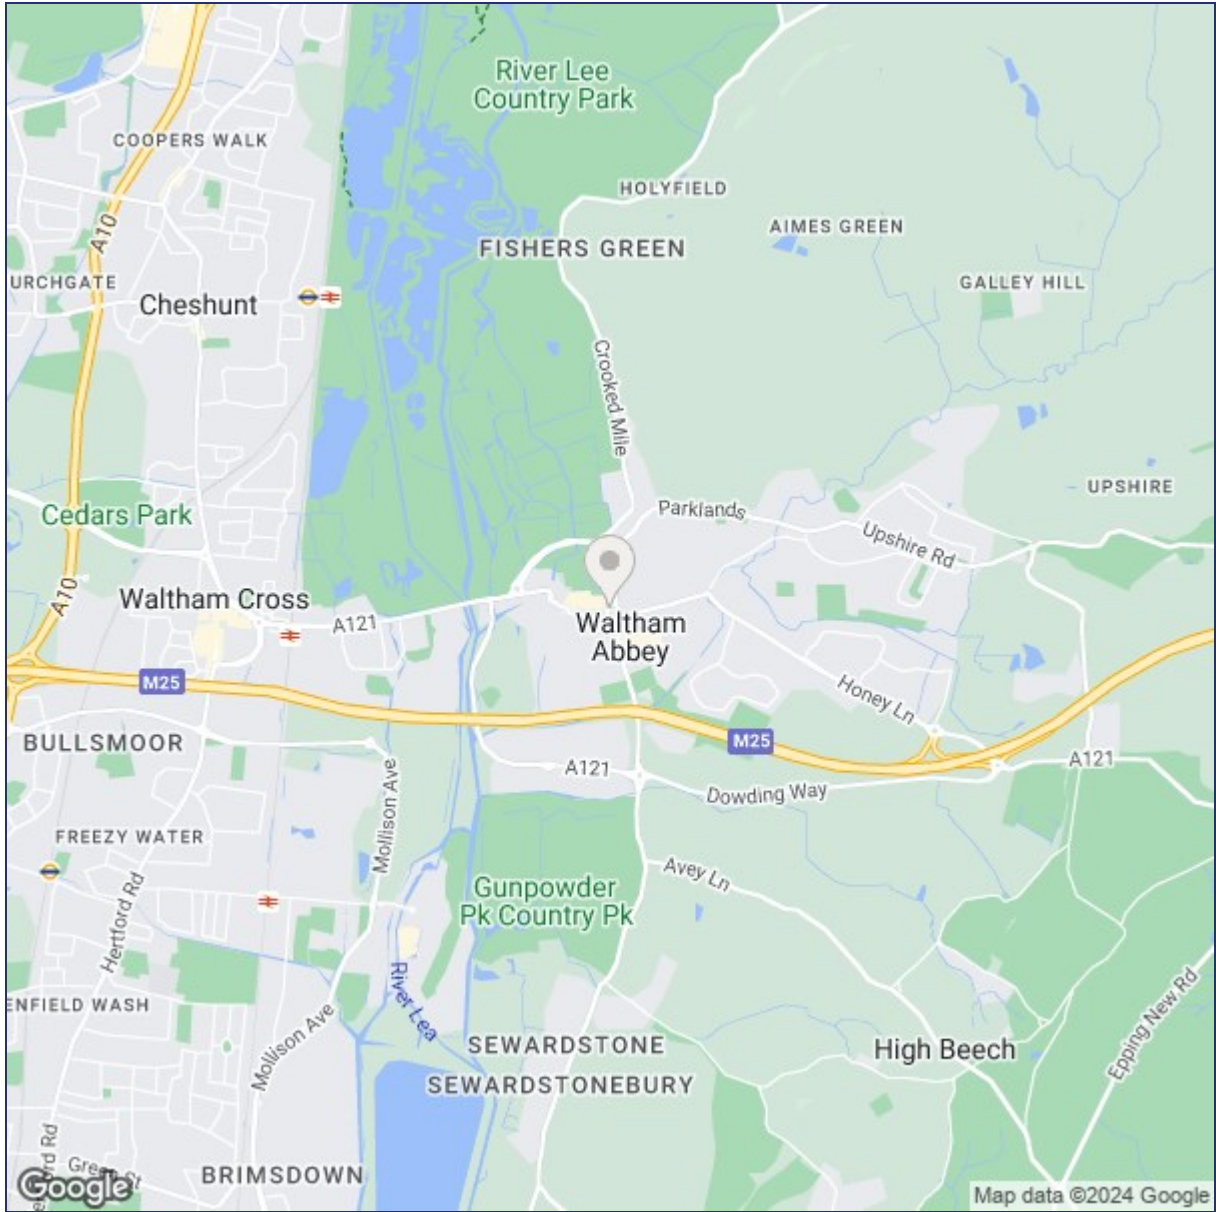 River Lee
Country Park
COOPERS WALK
HOLYFIELD
AIMES GREEN
A10
FISHERS GREEN
URCHGATE
GALLEY HILL
Cheshunt
Crooked Mile
UPSHIRE
Cedars Park
Parklands
Upshire Rd
A10
Waltham Cross
A121
Waltham
Abbey
M25
Honey Ln
BULLSMOOR
M25
A121
A121
Mollison Ave
Dowding Way
FREEZY WATER
Avey Ln
Gunpowder
Pk Country Pk
Hertford Rd
River Lea
ENFIELD WASH
Mollison Ave
Epping New Rd
SEWARDSTONE
High Beech
SEWARDSTONEBURY
Green St
BRIMSDOWN
Google
Map data ©2024 Google